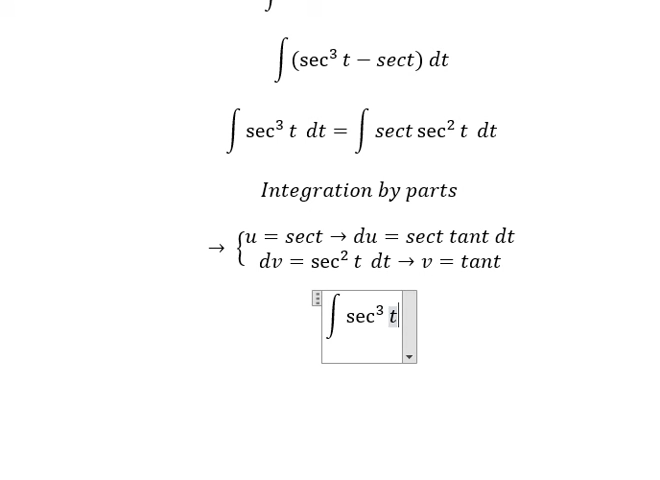 ∫(sec³ t − sect) dt
∫ sec³ t dt = ∫ sect sec² t dt
Integration by parts
→ { u = sect → du = sect tant dt
dv = sec² t dt → v = tant
∫ sec³ t